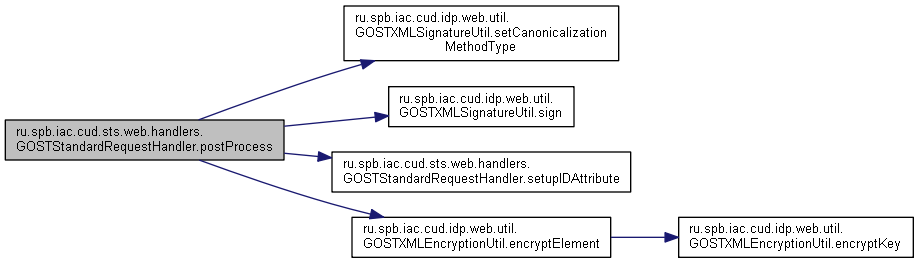 ru.spb.iac.cud.sts.web.handlers.
GOSTStandardRequestHandler.postProcess
ru.spb.iac.cud.idp.web.util.
GOSTXMLSignatureUtil.setCanonicalization
MethodType
ru.spb.iac.cud.idp.web.util.
GOSTXMLSignatureUtil.sign
ru.spb.iac.cud.sts.web.handlers.
GOSTStandardRequestHandler.setupIDAttribute
ru.spb.iac.cud.idp.web.util.
GOSTXMLEncryptionUtil.encryptElement
ru.spb.iac.cud.idp.web.util.
GOSTXMLEncryptionUtil.encryptKey